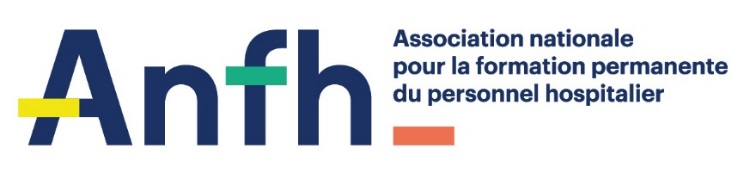 Anfh
Association nationale
pour la formation permanente
du personnel hospitalier